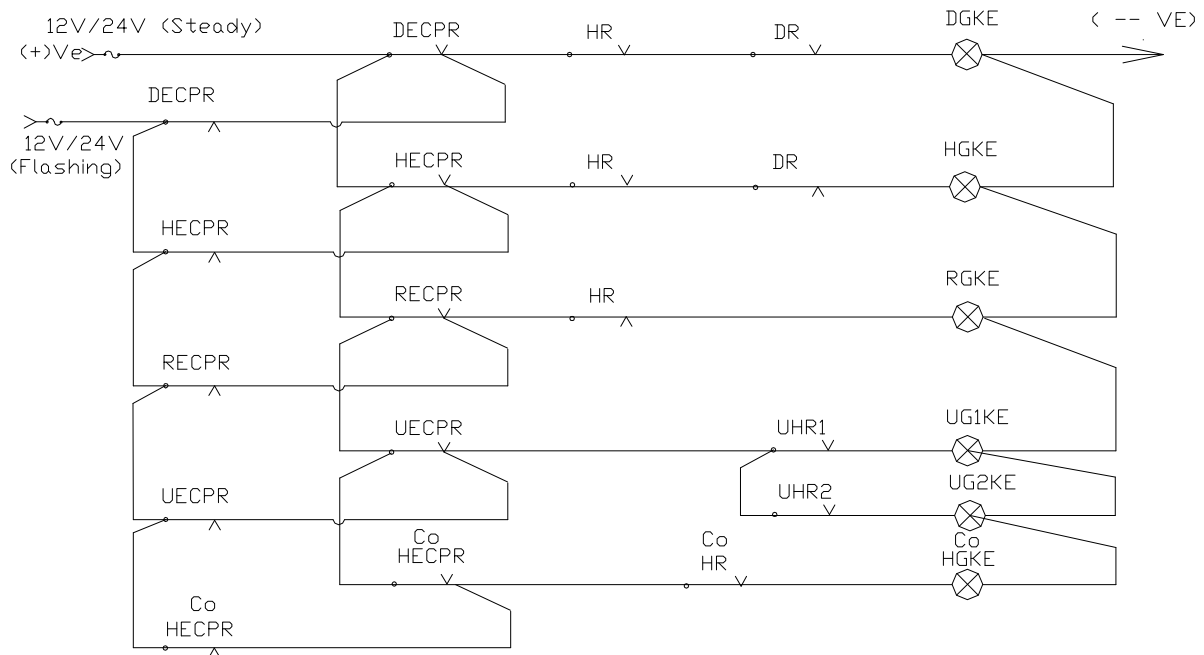 12V/24V (Steady)
(+)Ve
DECPR
HR
DR
DGKE
( -- VE)
DECPR
12V/24V
(Flashing)
HECPR
HR
DR
HGKE
HECPR
RECPR
HR
RGKE
RECPR
UECPR
UHR1
UG1KE
UECPR
UHR2
UG2KE
Co
HECPR
Co
HR
Co
HGKE
Co
HECPR